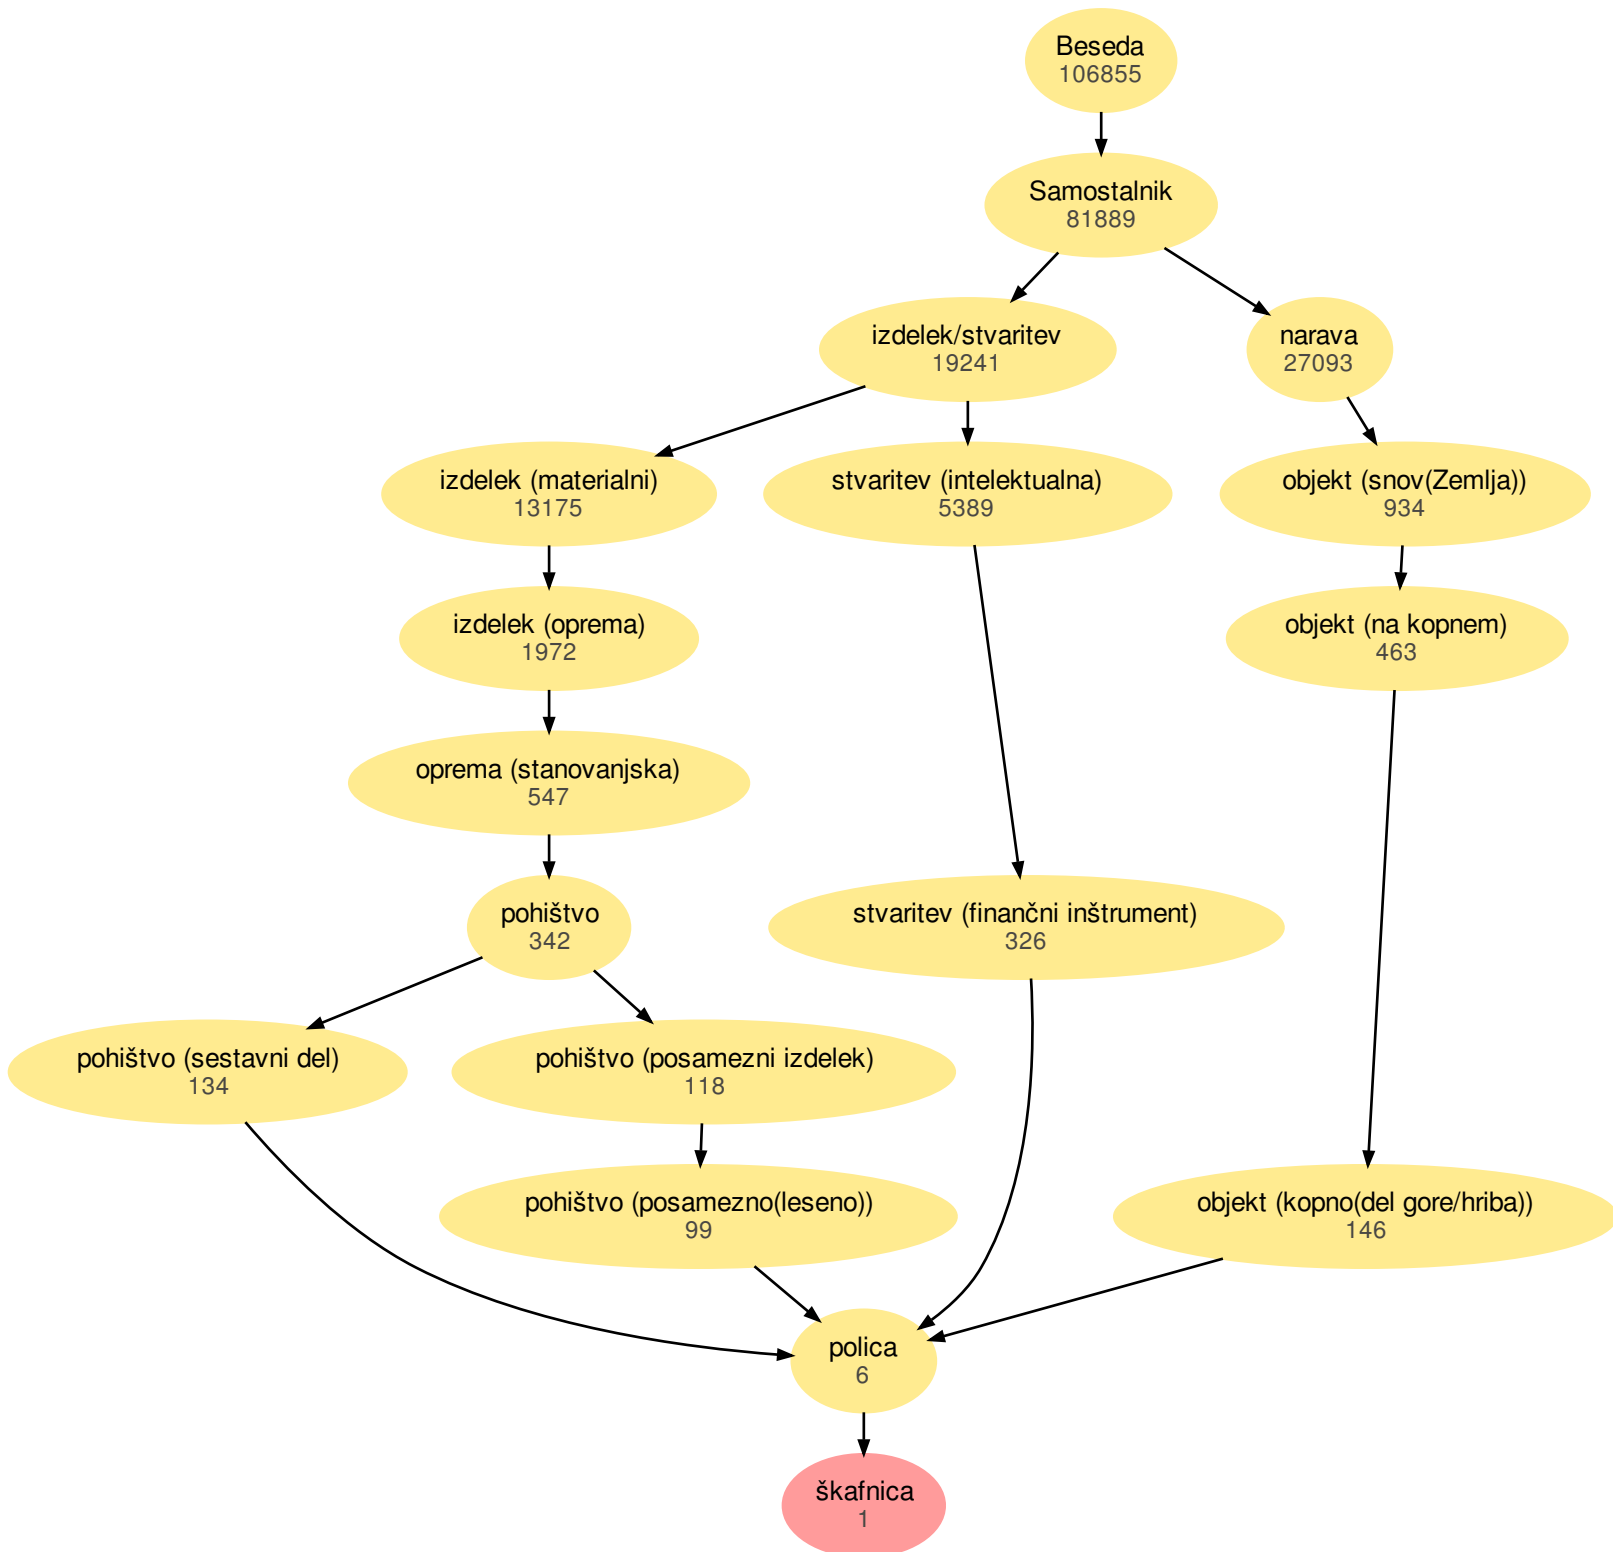 Beseda
106855
Samostalnik
81889
izdelek/stvaritev
19241
narava
27093
izdelek (materialni)
13175
stvaritev (intelektualna)
5389
objekt (snov(Zemlja))
934
izdelek (oprema)
1972
objekt (na kopnem)
463
oprema (stanovanjska)
547
pohištvo
342
stvaritev (finančni inštrument)
326
pohištvo (sestavni del)
134
pohištvo (posamezni izdelek)
118
pohištvo (posamezno(leseno))
99
objekt (kopno(del gore/hriba))
146
polica
6
škafnica
1